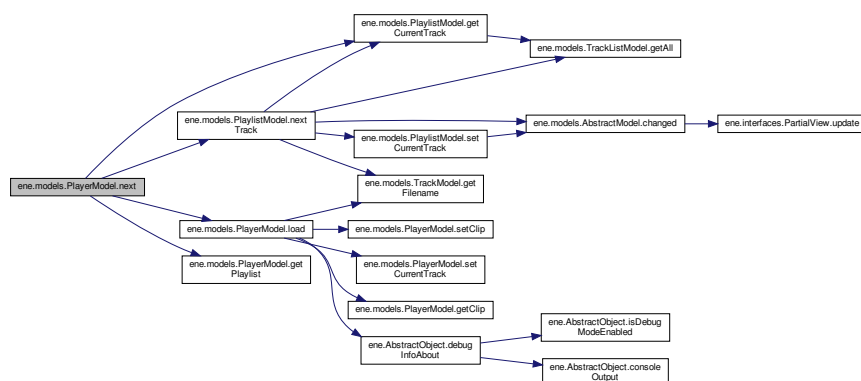 ene.models.PlaylistModel.get
CurrentTrack
ene.models.TrackListModel.getAll
ene.models.PlaylistModel.next
Track
ene.models.AbstractModel.changed
ene.interfaces.PartialView.update
ene.models.PlaylistModel.set
CurrentTrack
ene.models.PlayerModel.next
ene.models.TrackModel.get
Filename
ene.models.PlayerModel.load
ene.models.PlayerModel.setClip
ene.models.PlayerModel.get
Playlist
ene.models.PlayerModel.set
CurrentTrack
ene.models.PlayerModel.getClip
ene.AbstractObject.isDebug
ModeEnabled
ene.AbstractObject.debug
InfoAbout
ene.AbstractObject.console
Output